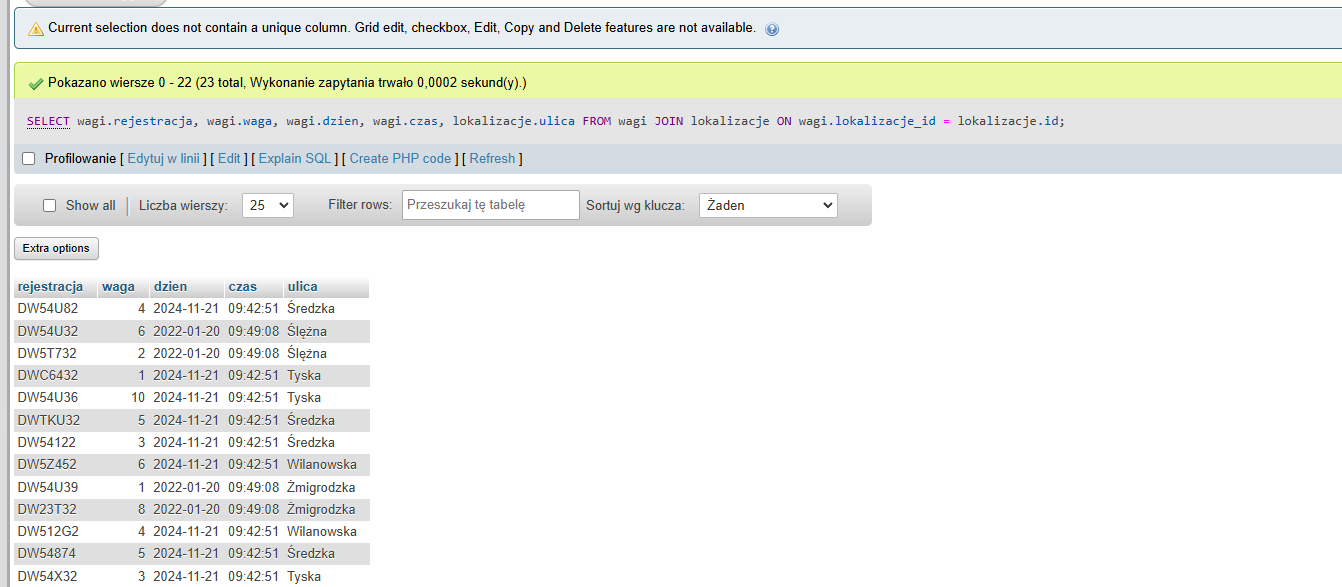 Current selection does not contain a unique column. Grid edit, checkbox, Edit, Copy and Delete features are not available.
Pokazano wiersze 0 - 22 (23 total, Wykonanie zapytania trwało 0,0002 sekund(y).)
SELECT wagi.rejestracja, wagi.waga, wagi.dzien, wagi.czas, lokalizacje.ulica FROM wagi JOIN lokalizacje ON wagi.lokalizacje_id = lokalizacje.id;
Profilowanie [ Edytuj w linii ] [ Edit ] [ Explain SQL ] [ Create PHP code ] [ Refresh ]
Show all Liczba wierszy: 25 Filter rows: Przeszukaj tę tabelę Sortuj wg klucza: Żaden
Extra options
rejestracja waga dzien czas ulica
DW54U82 4 2024-11-21 09:42:51 Średzka
DW54U32 6 2022-01-20 09:49:08 Ślężna
DW5T732 2 2022-01-20 09:49:08 Ślężna
DWC6432 1 2024-11-21 09:42:51 Tyska
DW54U36 10 2024-11-21 09:42:51 Tyska
DWTKU32 5 2024-11-21 09:42:51 Średzka
DW54122 3 2024-11-21 09:42:51 Średzka
DW5Z452 6 2024-11-21 09:42:51 Wilanowska
DW54U39 1 2022-01-20 09:49:08 Żmigrodzka
DW23T32 8 2022-01-20 09:49:08 Żmigrodzka
DW512G2 4 2024-11-21 09:42:51 Wilanowska
DW54874 5 2024-11-21 09:42:51 Średzka
DW54X32 3 2024-11-21 09:42:51 Tyska